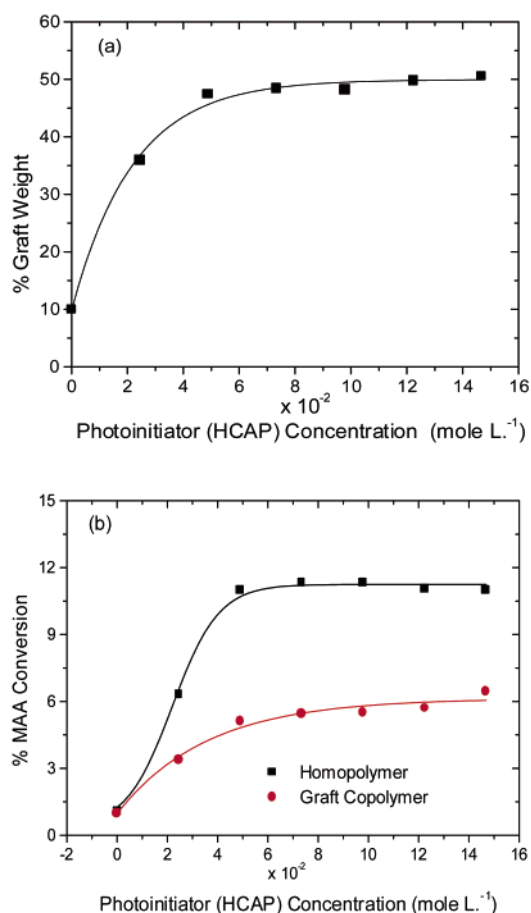 (a)
60
50
40
30
20
10
0
% Graft Weight
0 2 4 6 8 10 12 14 16
x 10-2
Photoinitiator (HCAP) Concentration (mole L.-1)
(b)
15
12
9
6
3
0
% MAA Conversion
Homopolymer
Graft Copolymer
-2 0 2 4 6 8 10 12 14 16
x 10-2
Photoinitiator (HCAP) Concentration (mole L.-1)